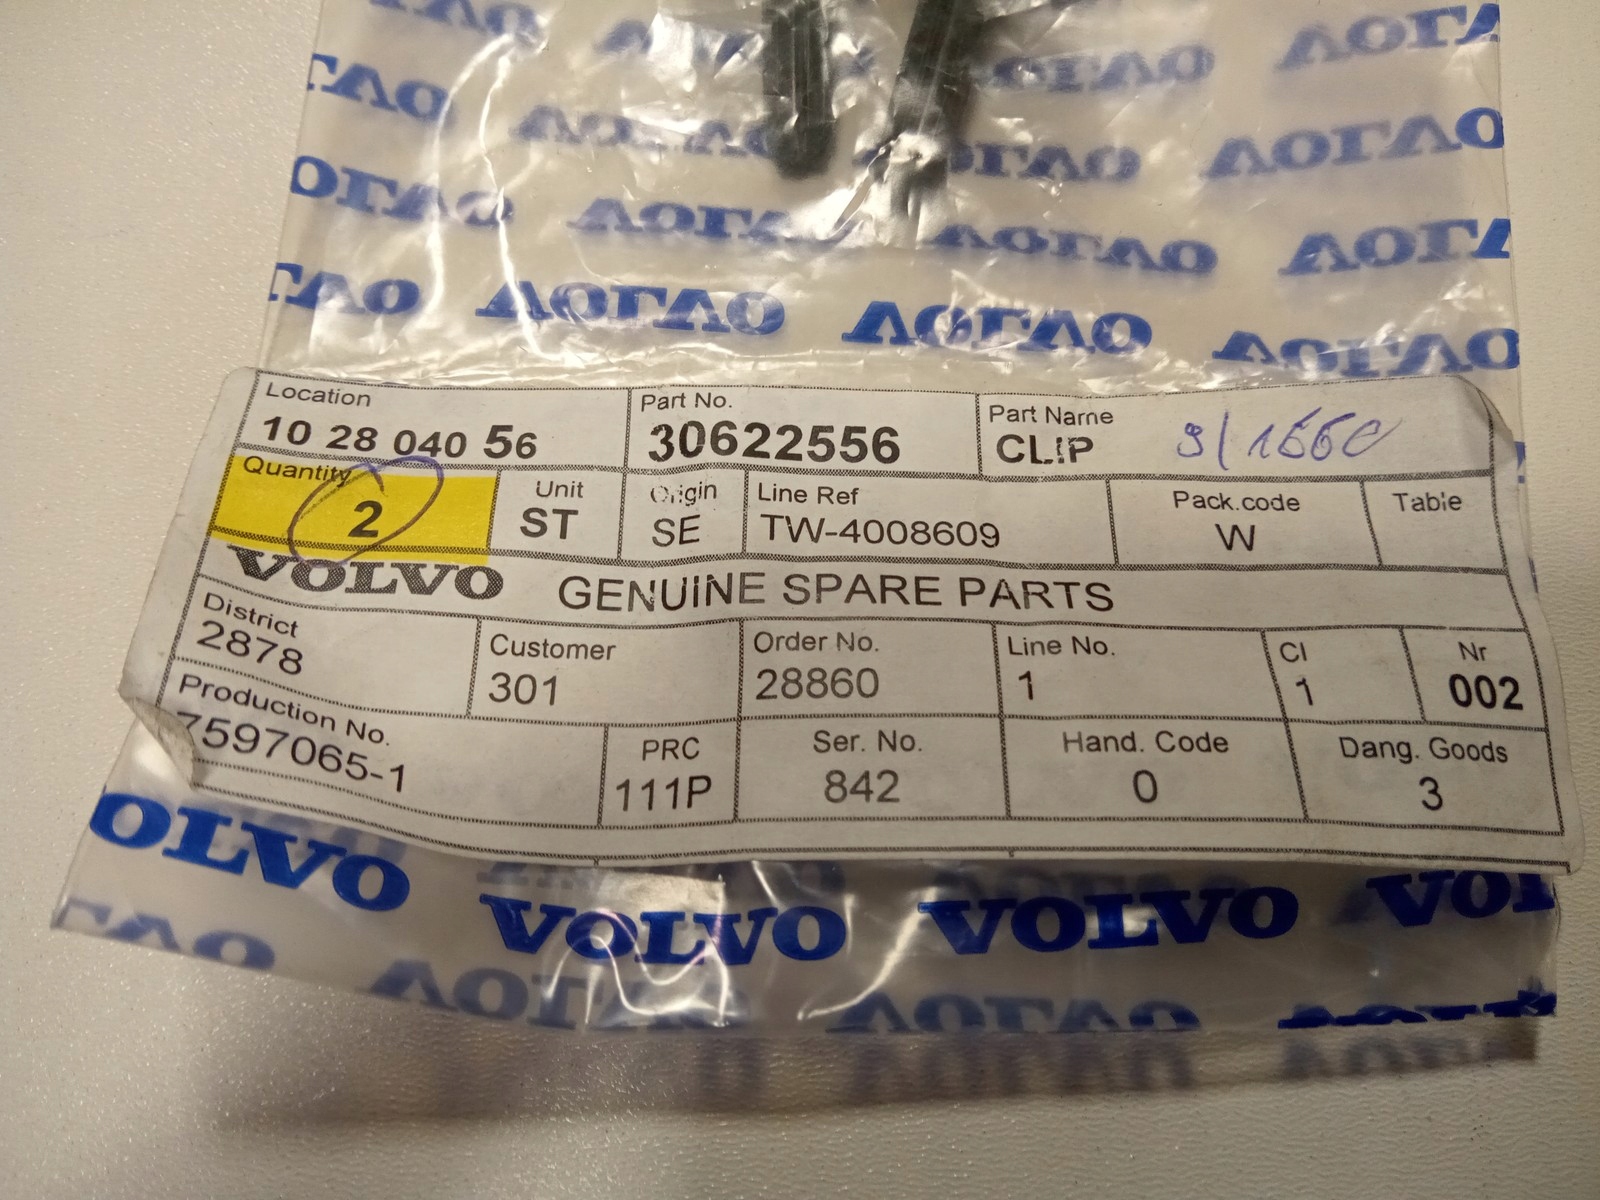 Location Part No. Part Name
10 28 040 56 30622556 CLIP
Quantity Unit Origin Line Ref Pack.code Table
2 ST SE TW-4008609 W
VOLVO GENUINE SPARE PARTS
District Customer Order No. Line No. Cl Nr
2878 301 28860 1 1 002
Production No. PRC Ser. No. Hand. Code Dang. Goods
7597065-1 111P 842 0 3
VOLVO VOLVO VOLVO